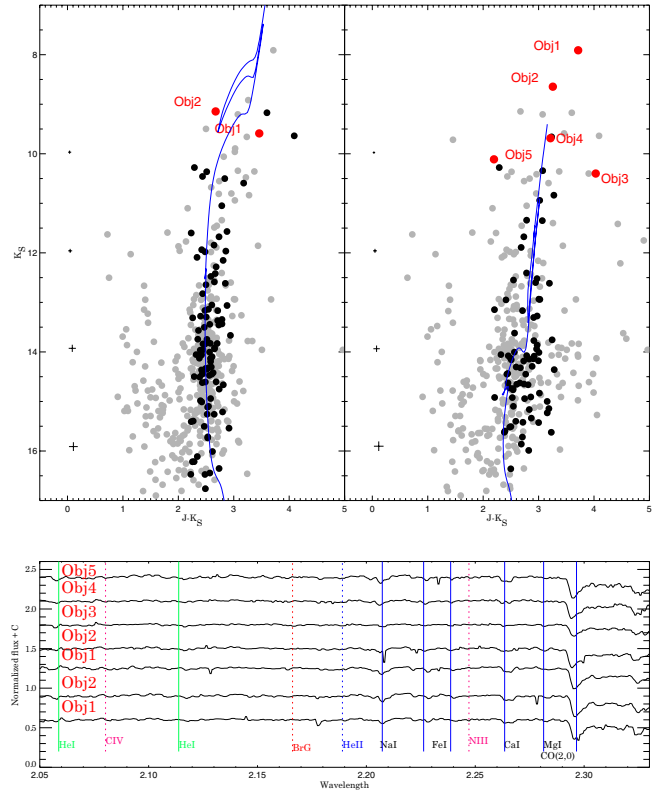 8
10
12
14
16
K_S
0
1
2
3
4
5
J-K_S
Obj2
Obj1
0
1
2
3
4
5
J-K_S
Obj1
Obj2
Obj4
Obj5
Obj3
Normalized flux + C
2.5
2.0
1.5
1.0
0.5
0.0
Obj5
Obj4
Obj3
Obj2
Obj1
Obj2
Obj1
HeI
CIV
HeI
BrG
HeII
NaI
FeI
NIII
CaI
MgI
CO(2,0)
2.05
2.10
2.15
2.20
2.25
2.30
Wavelength